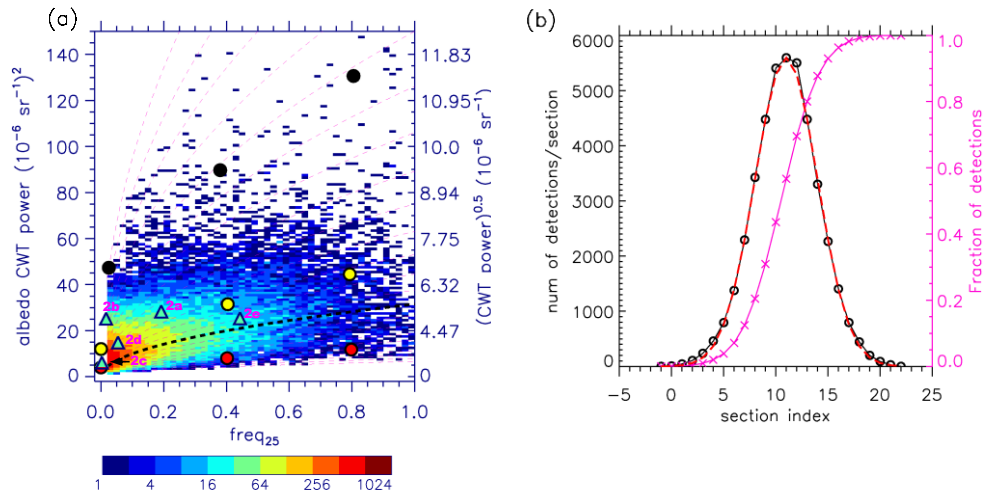 (a)
albedo CWT power (10⁻⁶ sr⁻¹)²
140
120
100
80
60
40
20
0
2b
2a
2e
2d
2c
11.83
10.95
10.0
8.94
7.75
6.32
4.47
0
(CWT power)^0.5 (10⁻⁶ sr⁻¹)
0.0 0.2 0.4 0.6 0.8 1.0
freq₂₅
1 4 16 64 256 1024
(b)
num of detections/section
6000
5000
4000
3000
2000
1000
0
1.0
0.8
0.6
0.4
0.2
0.0
Fraction of detections
−5 0 5 10 15 20 25
section index